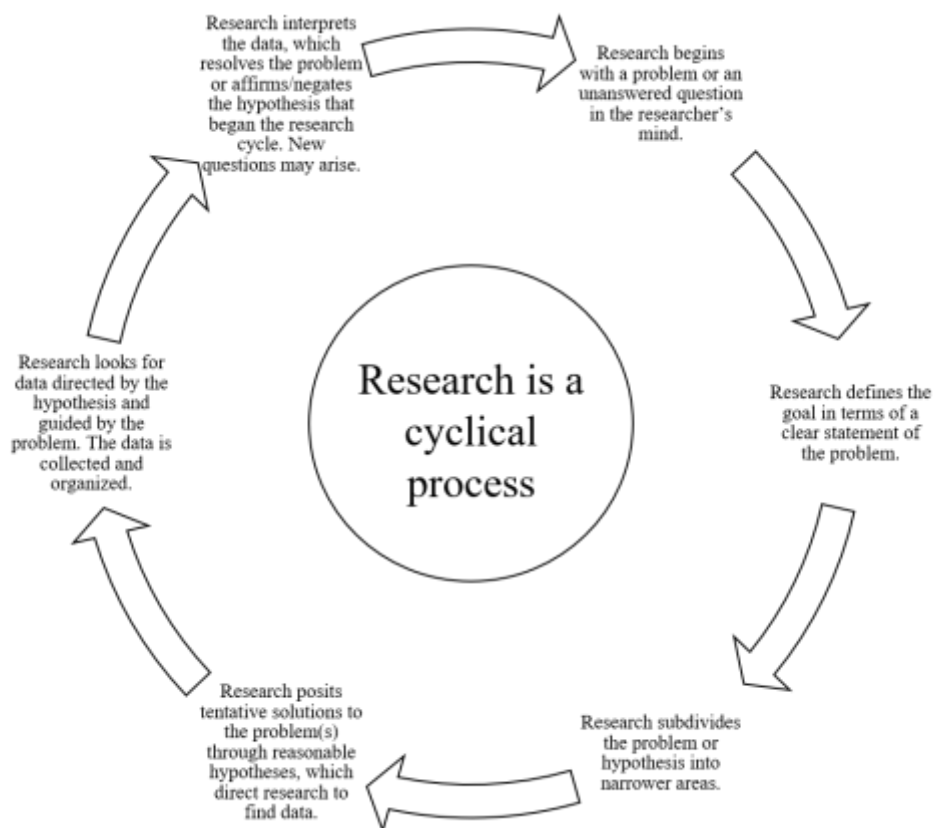 Research interprets
the data, which
resolves the problem
or affirms/negates
the hypothesis that
began the research
cycle. New
questions may arise.
Research begins
with a problem or an
unanswered question
in the researcher’s
mind.
Research defines the
goal in terms of a
clear statement of
the problem.
Research subdivides
the problem or
hypothesis into
narrower areas.
Research posits
tentative solutions to
the problem(s)
through reasonable
hypotheses, which
direct research to
find data.
Research looks for
data directed by the
hypothesis and
guided by the
problem. The data is
collected and
organized.
Research is a
cyclical
process